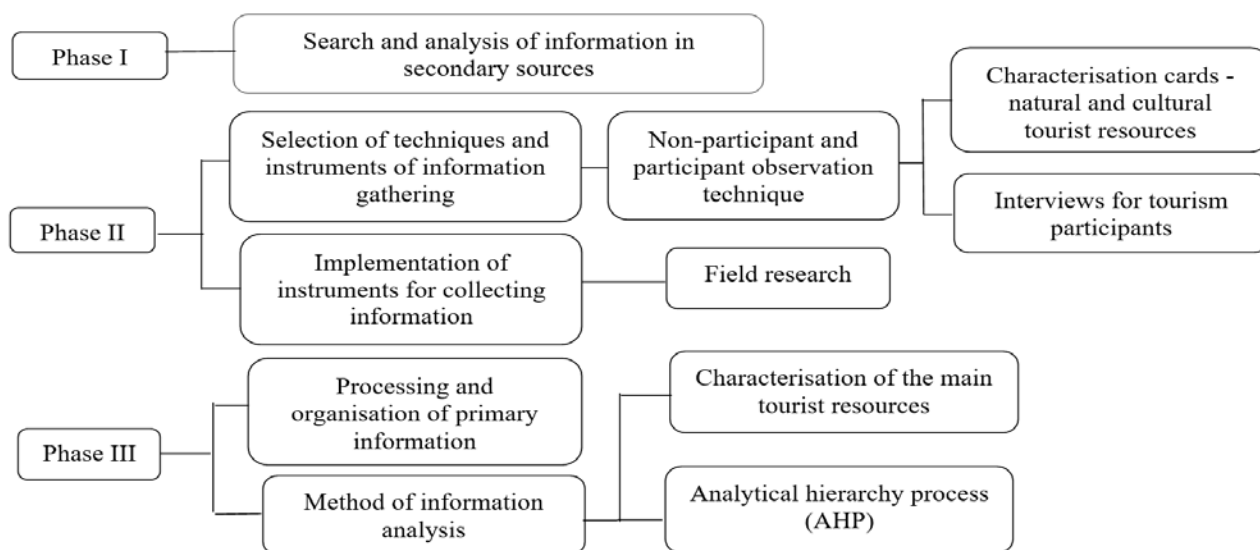 Phase I
Search and analysis of information in
secondary sources
Phase II
Selection of techniques and
instruments of information
gathering
Non-participant and
participant observation
technique
Characterisation cards -
natural and cultural
tourist resources
Interviews for tourism
participants
Implementation of
instruments for collecting
information
Field research
Phase III
Processing and
organisation of primary
information
Method of information
analysis
Characterisation of the main
tourist resources
Analytical hierarchy process
(AHP)